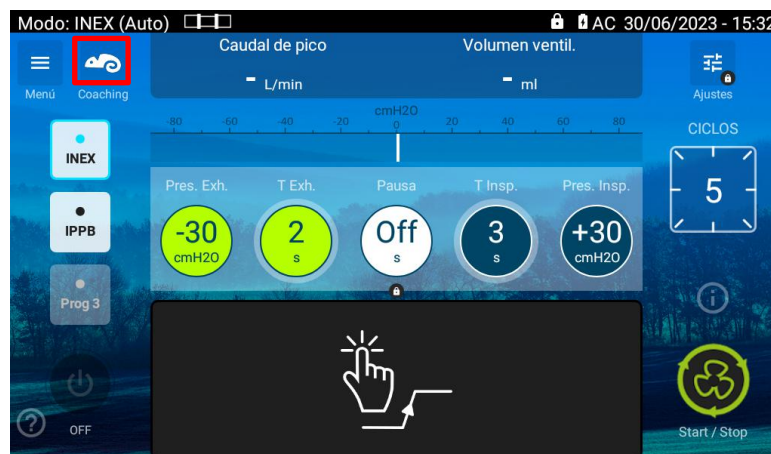 Modo: INEX (Auto)
AC 30/06/2023 - 15:32
Menú
Coaching
Caudal de pico
- L/min
Volumen ventil.
- ml
Ajustes
cmH2O
-80 -60 -40 -20 0 20 40 60 80
CICLOS
5
INEX
IPPB
Prog 3
Pres. Exh.
T Exh.
Pausa
T Insp.
Pres. Insp.
-30
cmH2O
2
s
Off
s
3
s
+30
cmH2O
OFF
Start / Stop